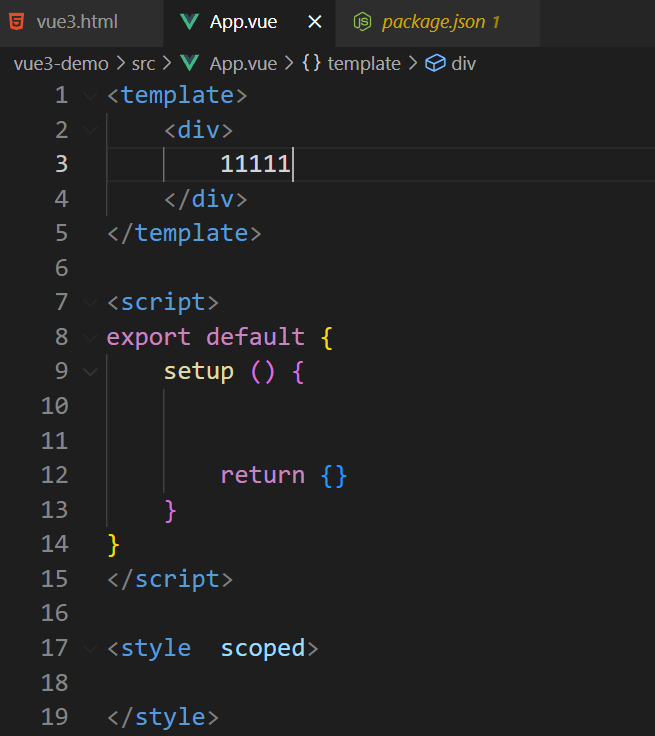 vue3.html App.vue package.json 1
vue3-demo > src > App.vue > {} template > div
1 <template>
2     <div>
3         11111
4     </div>
5 </template>
6
7 <script>
8 export default {
9     setup () {
10
11
12         return {}
13     }
14 }
15 </script>
16
17 <style  scoped>
18
19 </style>